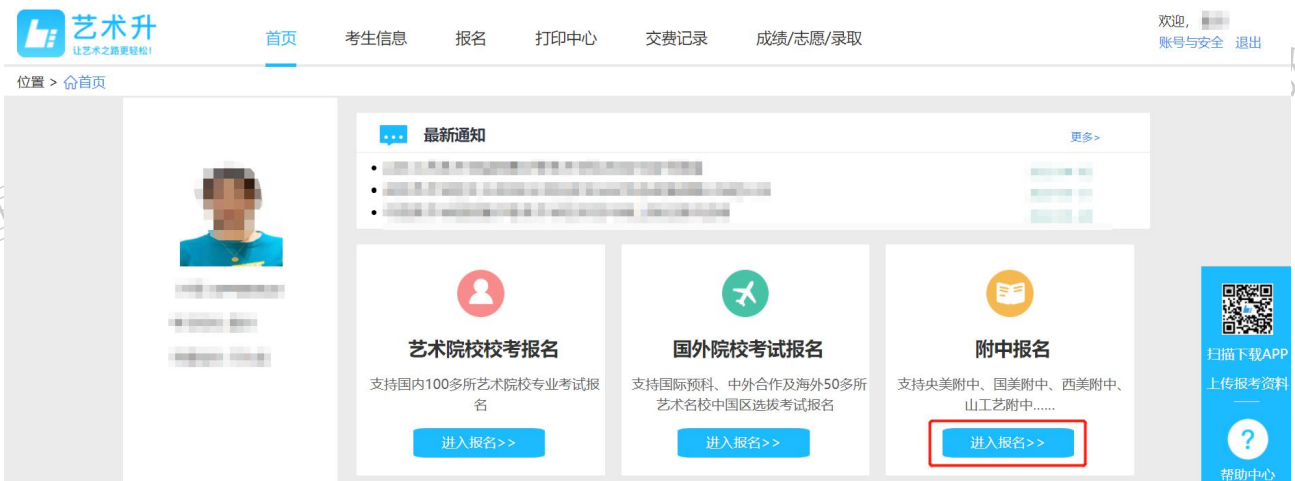 艺术升
让艺术之路更轻松!
首页
考生信息
报名
打印中心
交费记录
成绩/志愿/录取
欢迎,
账号与安全 退出
位置 > 首页
最新通知
更多>
艺术院校校考报名
支持国内100多所艺术院校专业考试报
名
进入报名>>
国外院校考试报名
支持国际预科、中外合作及海外50多所
艺术名校中国区选拔考试报名
进入报名>>
附中报名
支持央美附中、国美附中、西美附中、
山工艺附中......
进入报名>>
扫描下载APP
上传报考资料
?
帮助中心